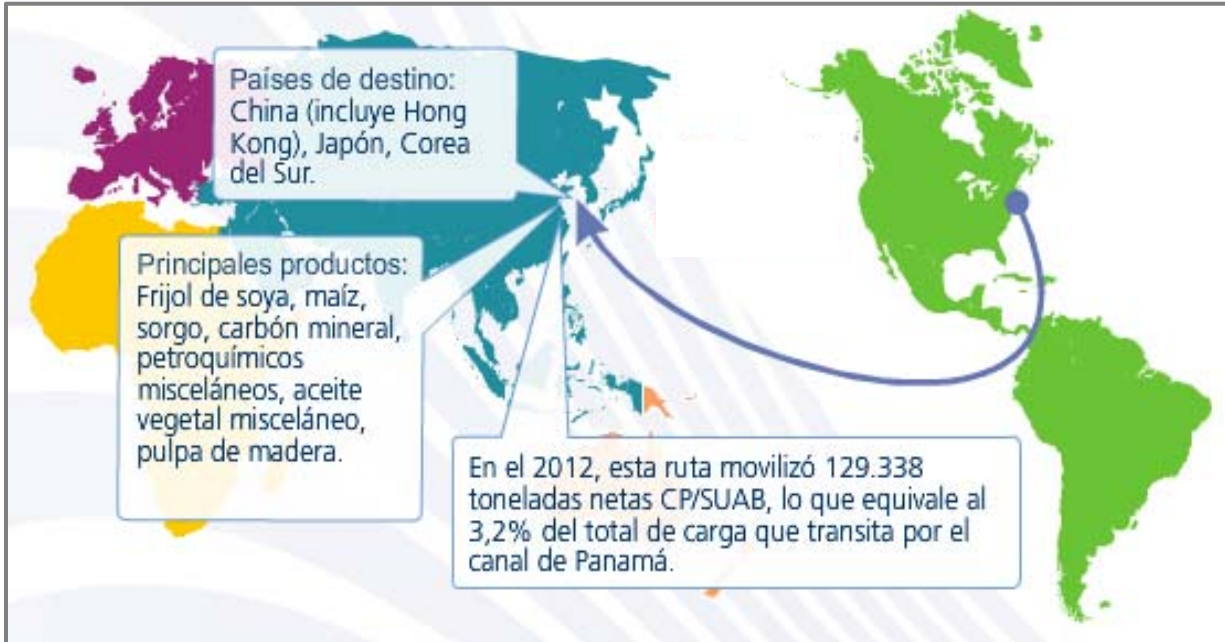 Países de destino:
China (incluye Hong
Kong), Japón, Corea
del Sur.
Principales productos:
Frijol de soya, maíz,
sorgo, carbón mineral,
petroquímicos
misceláneos, aceite
vegetal misceláneo,
pulpa de madera.
En el 2012, esta ruta movilizó 129.338
toneladas netas CP/SUAB, lo que equivale al
3,2% del total de carga que transita por el
canal de Panamá.